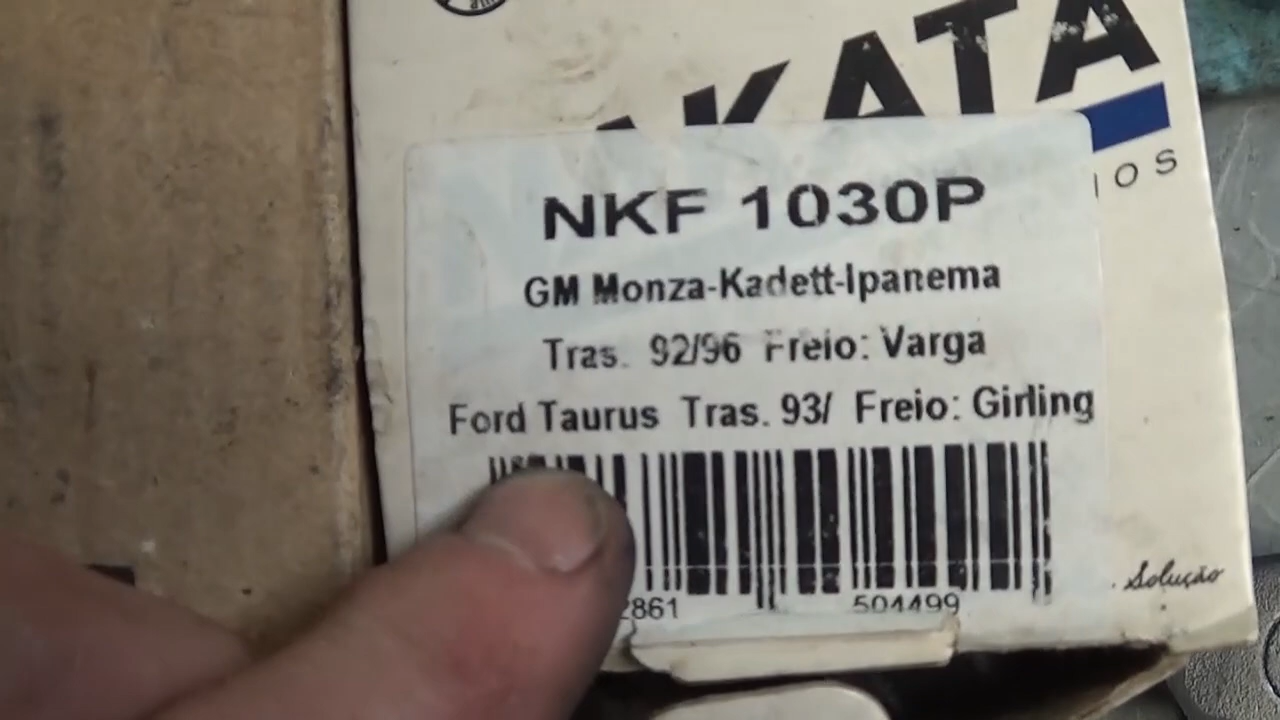 KATA
IOS
NKF 1030P
GM Monza-Kadett-Ipanema
Tras. 92/96 Freio: Varga
Ford Taurus Tras. 93/ Freio: Girling
2861 504499
Solução